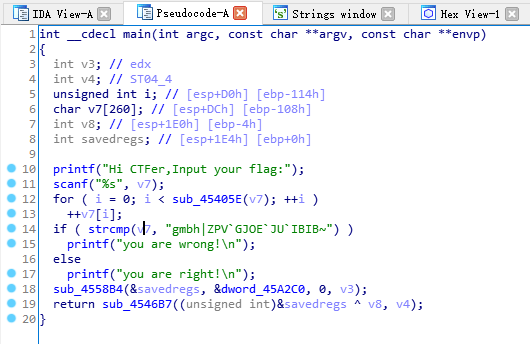 IDA View-A Pseudocode-A Strings window Hex View-1
1 int __cdecl main(int argc, const char **argv, const char **envp)
2 {
3 int v3; // edx
4 int v4; // ST04_4
5 unsigned int i; // [esp+D0h] [ebp-114h]
6 char v7[260]; // [esp+DCh] [ebp-108h]
7 int v8; // [esp+1E0h] [ebp-4h]
8 int savedregs; // [esp+1E4h] [ebp+0h]
9
10 printf("Hi CTFer,Input your flag:");
11 scanf("%s", v7);
12 for ( i = 0; i < sub_45405E(v7); ++i )
13 ++v7[i];
14 if ( strcmp(v7, "gmbh|ZPV`GJOE`JU`IBIB~") )
15 printf("you are wrong!\n");
16 else
17 printf("you are right!\n");
18 sub_4558B4(&savedregs, &dword_45A2C0, 0, v3);
19 return sub_4546B7((unsigned int)&savedregs ^ v8, v4);
20 }